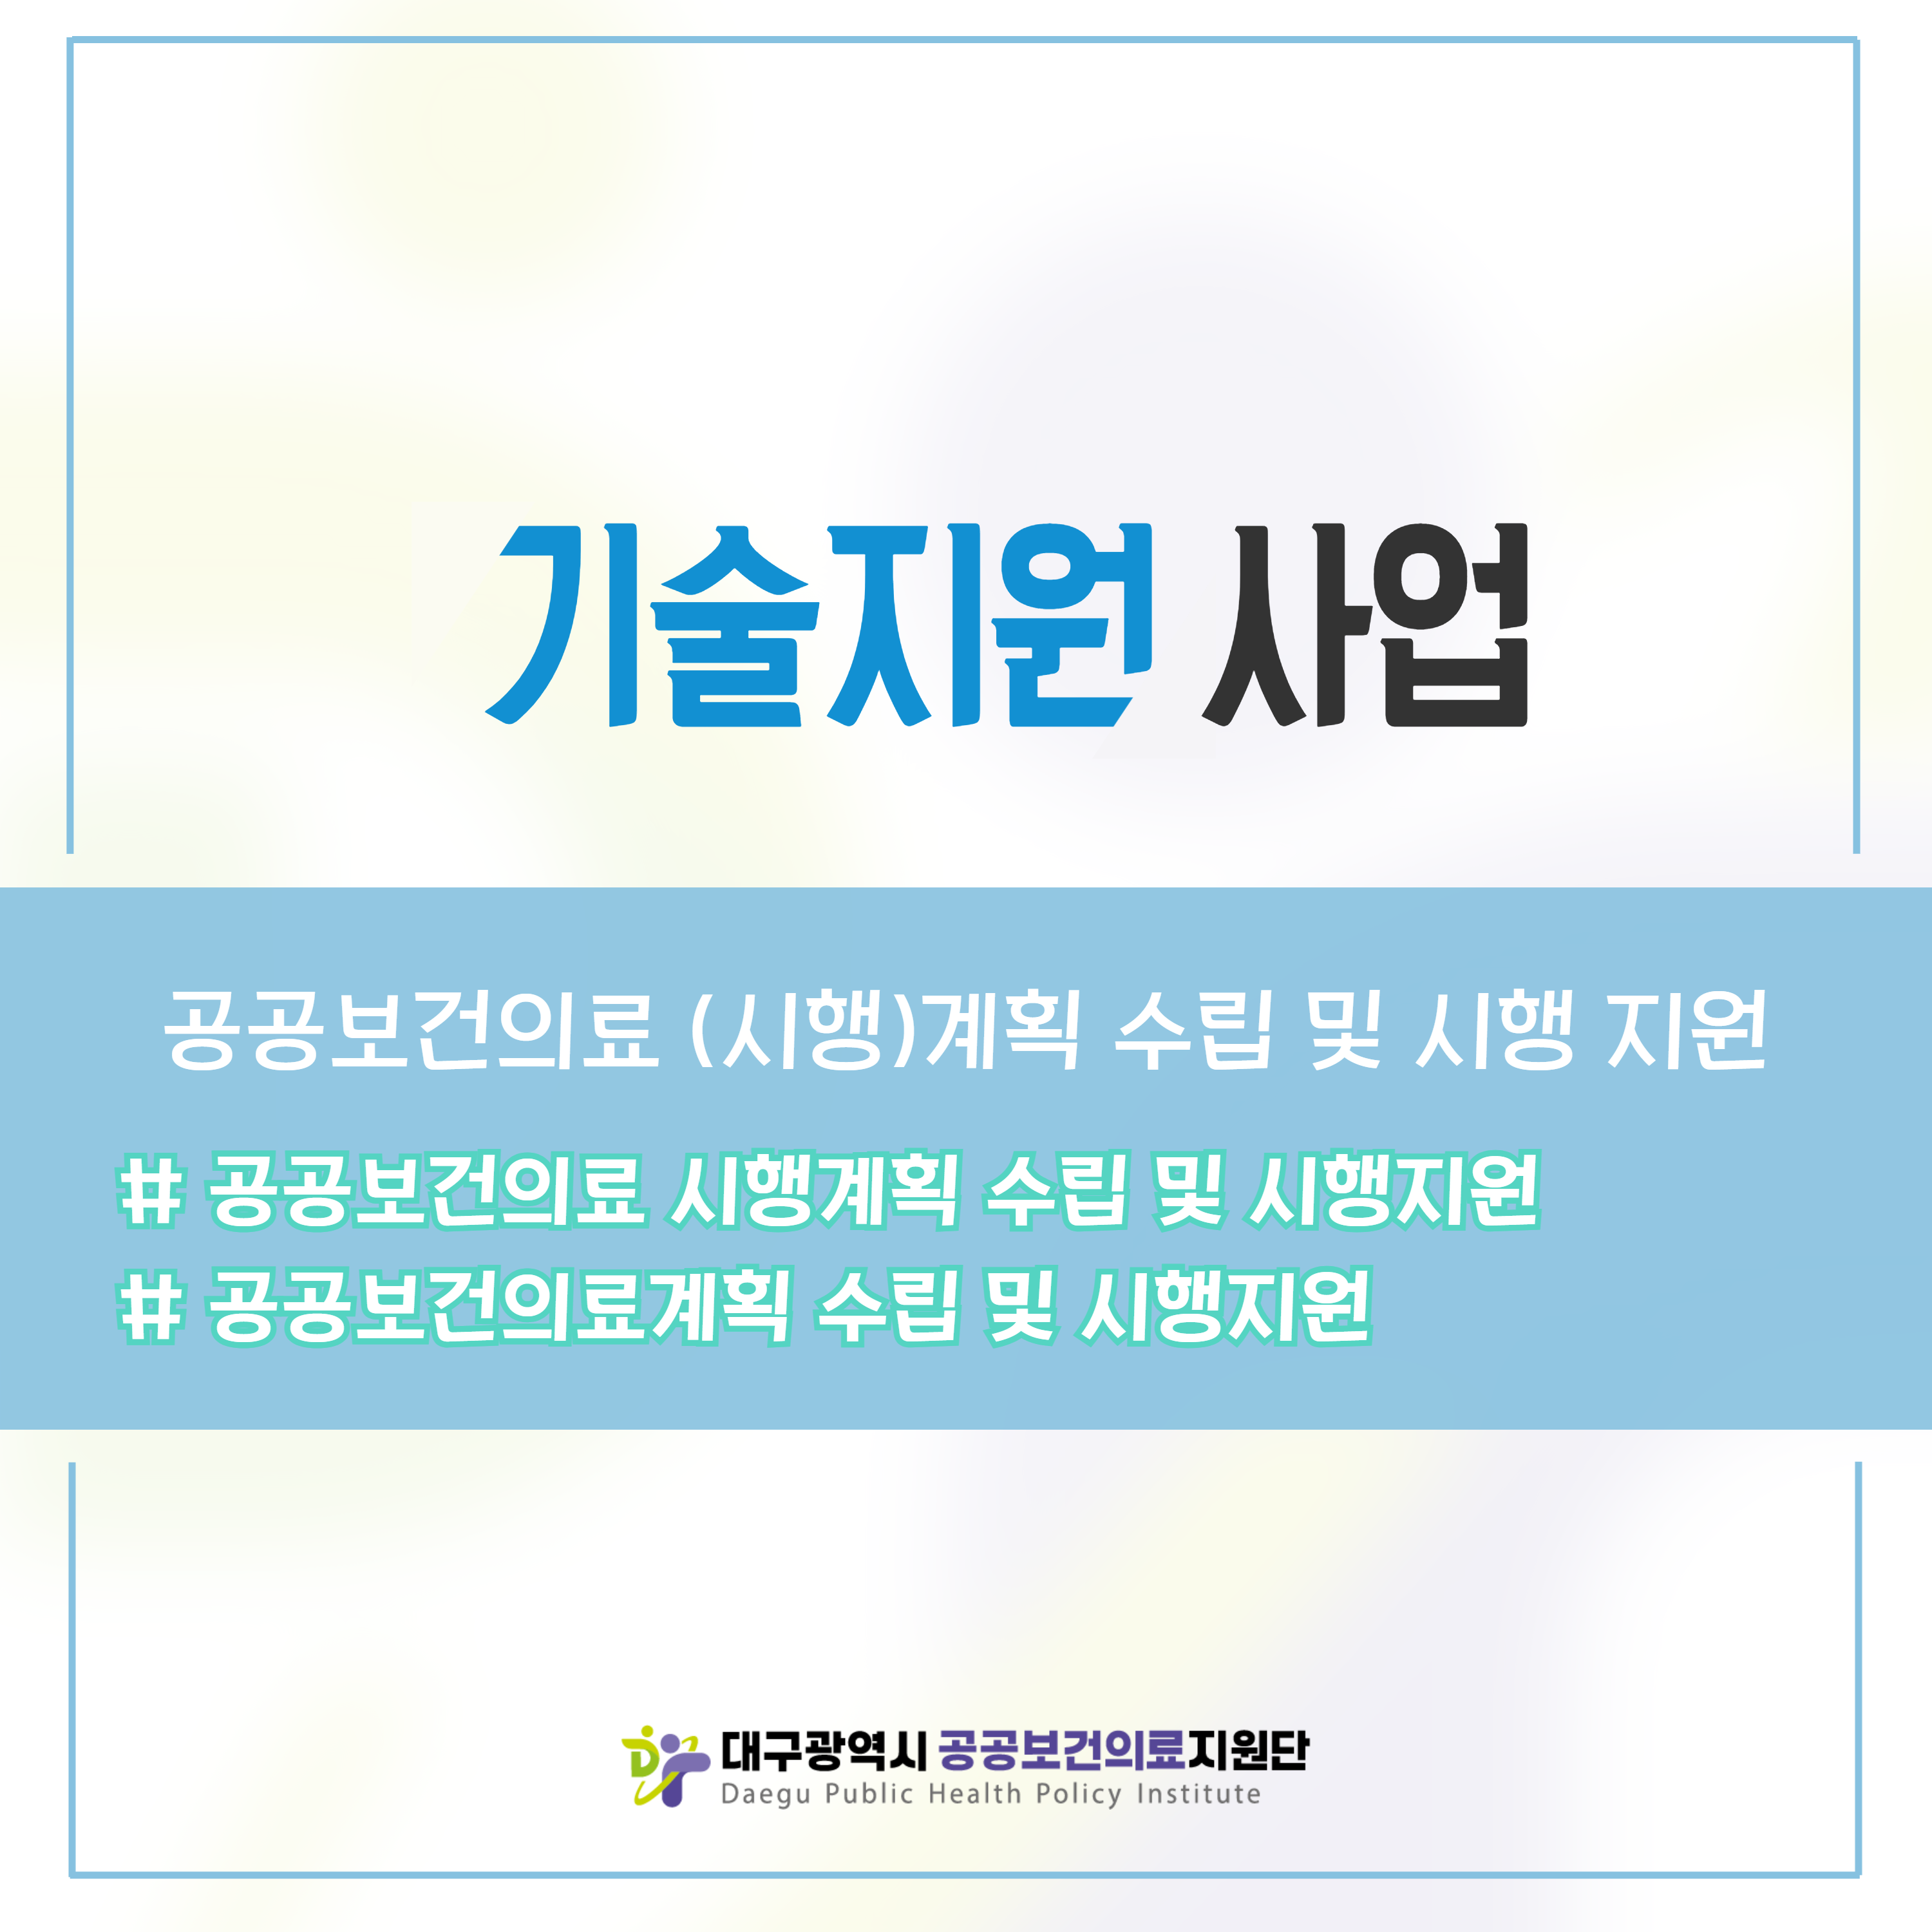 기술지원 사업
공공보건의료 (시행)계획 수립 및 시행 지원
# 공공보건의료 시행계획 수립 및 시행지원
# 공공보건의료계획 수립 및 시행지원
대구광역시 공공보건의료지원단
Daegu Public Health Policy Institute